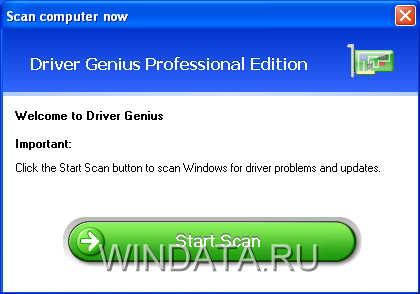 Scan computer now
Driver Genius Professional Edition
Welcome to Driver Genius
Important:
Click the Start Scan button to scan Windows for driver problems and updates.
Start Scan
WINDATA.RU